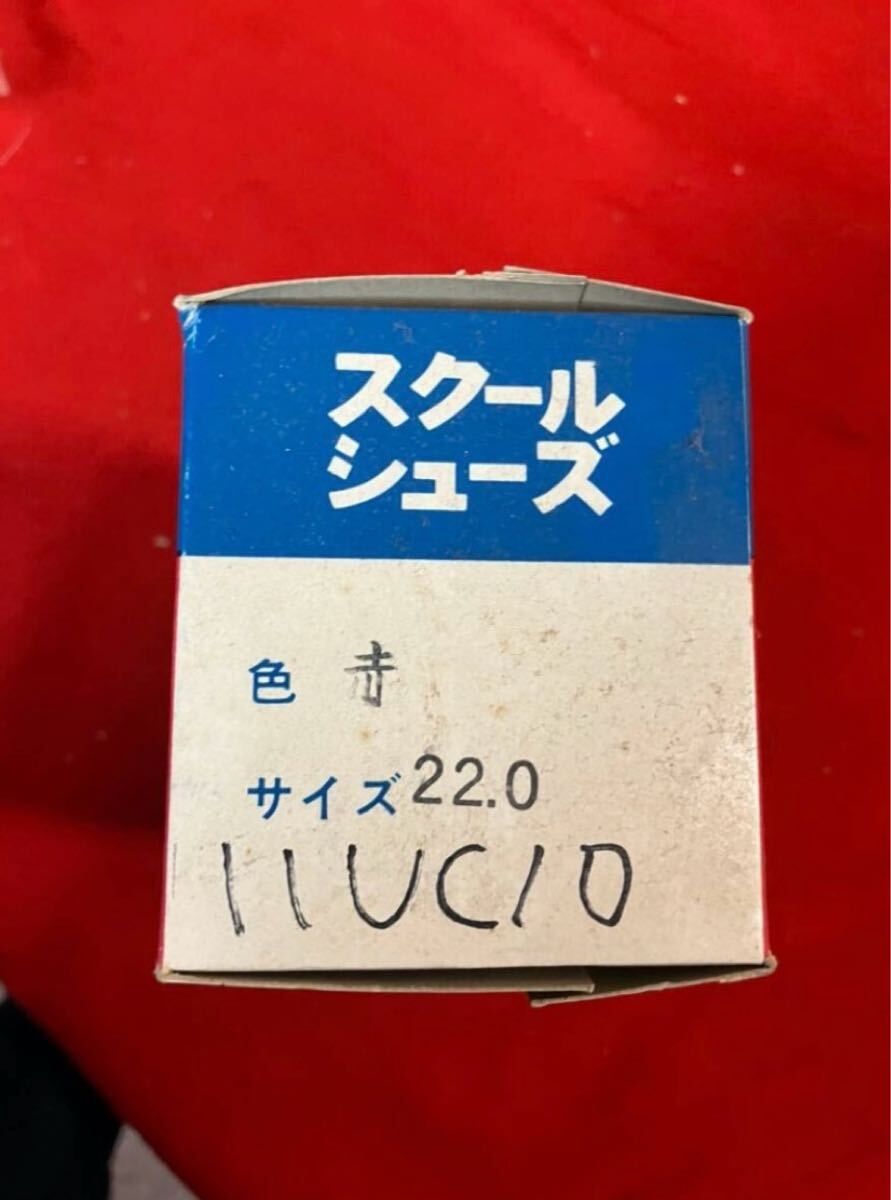 スクール
シューズ
色 赤
サイズ 22.0
11UC10